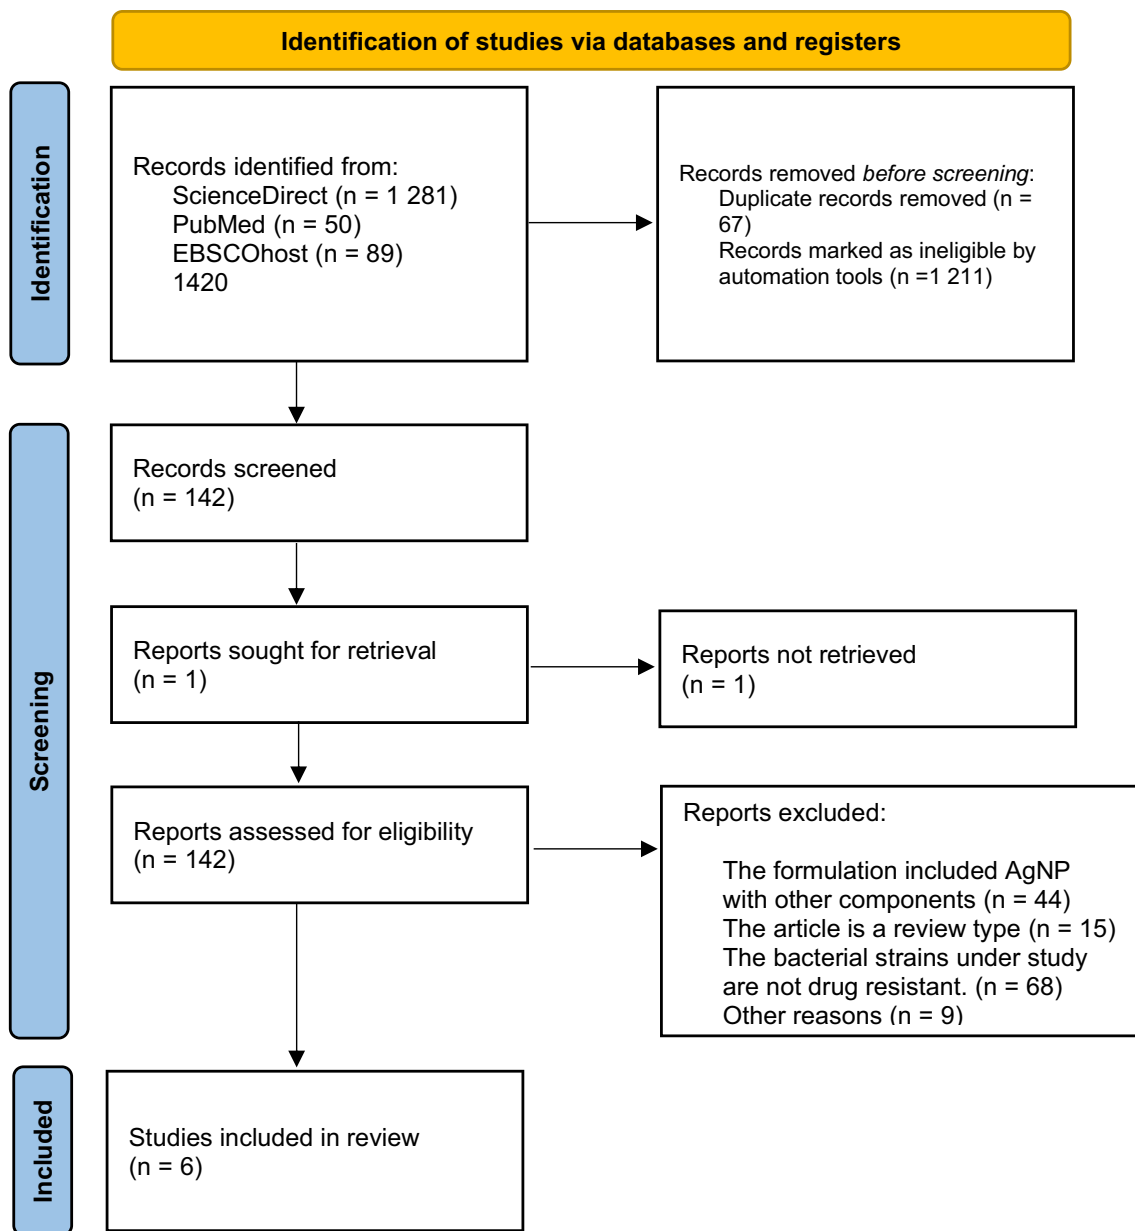 Identification of studies via databases and registers
Identification
Records identified from:
ScienceDirect (n = 1 281)
PubMed (n = 50)
EBSCOhost (n = 89)
1420
Records removed before screening:
Duplicate records removed (n =
67)
Records marked as ineligible by
automation tools (n =1 211)
Screening
Records screened
(n = 142)
Reports sought for retrieval
(n = 1)
Reports not retrieved
(n = 1)
Reports assessed for eligibility
(n = 142)
Reports excluded:
The formulation included AgNP
with other components (n = 44)
The article is a review type (n = 15)
The bacterial strains under study
are not drug resistant. (n = 68)
Other reasons (n = 9)
Included
Studies included in review
(n = 6)